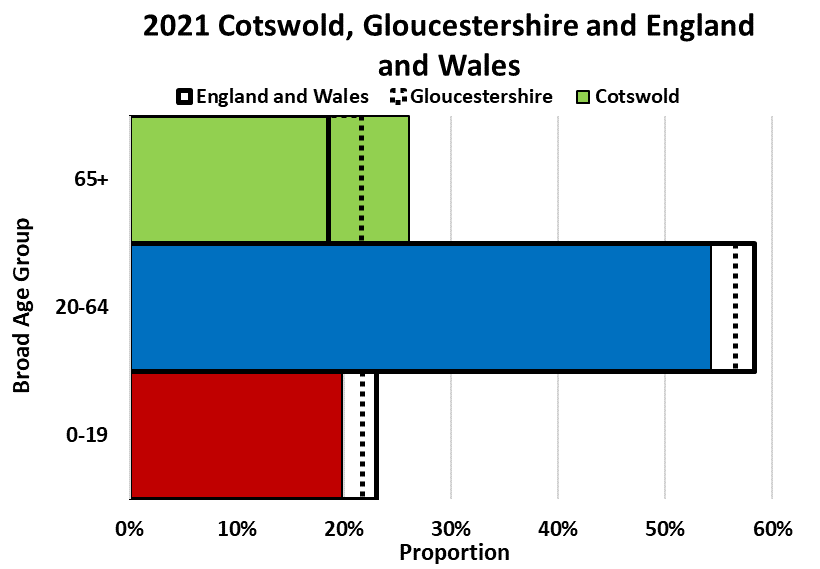 2021 Cotswold, Gloucestershire and England
and Wales
England and Wales Gloucestershire Cotswold
65+
20-64
0-19
Broad Age Group
0% 10% 20% 30% 40% 50% 60%
Proportion